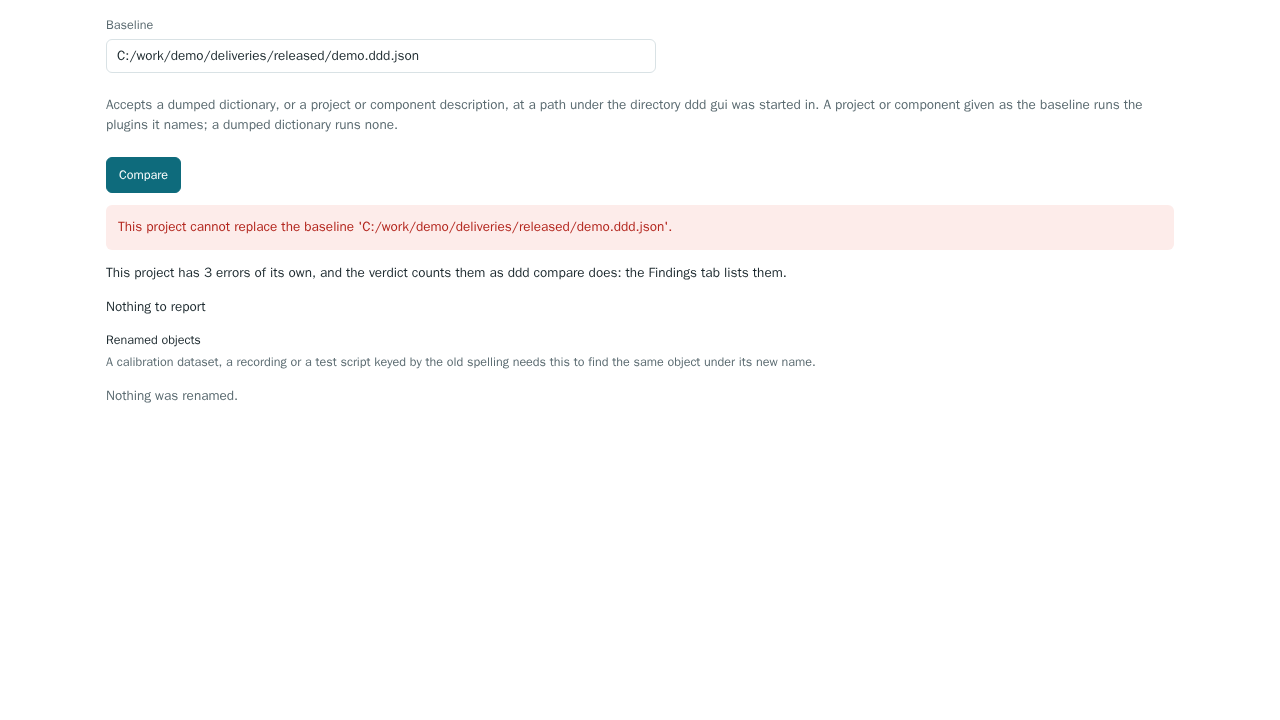 Baseline
C:/work/demo/deliveries/released/demo.ddd.json
Accepts a dumped dictionary, or a project or component description, at a path under the directory ddd gui was started in. A project or component given as the baseline runs the
plugins it names; a dumped dictionary runs none.
Compare
This project cannot replace the baseline 'C:/work/demo/deliveries/released/demo.ddd.json'.
This project has 3 errors of its own, and the verdict counts them as ddd compare does: the Findings tab lists them.
Nothing to report
Renamed objects
A calibration dataset, a recording or a test script keyed by the old spelling needs this to find the same object under its new name.
Nothing was renamed.